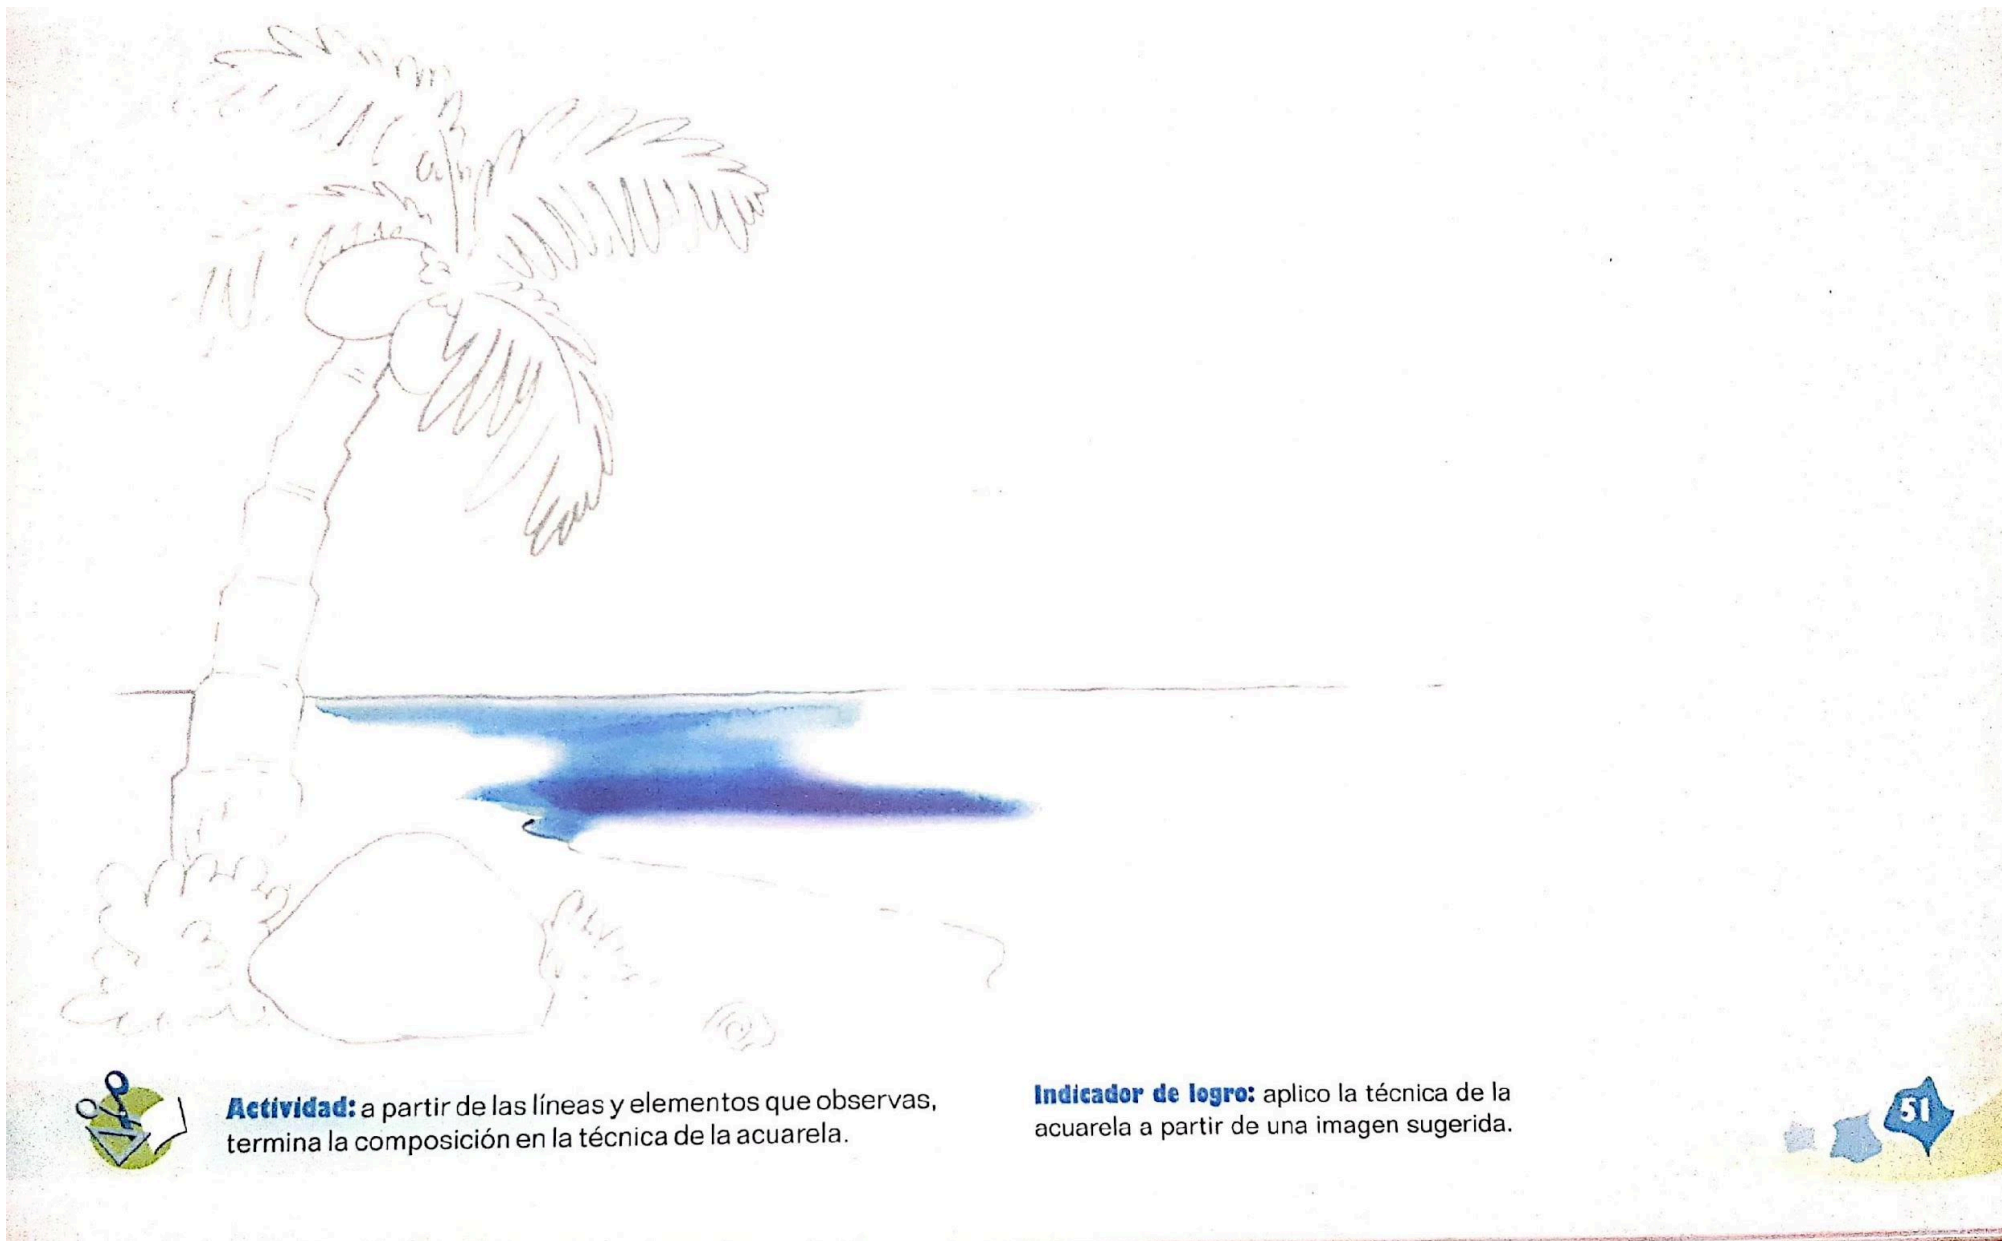 Actividad: a partir de las líneas y elementos que observas,
termina la composición en la técnica de la acuarela.
Indicador de logro: aplico la técnica de la
acuarela a partir de una imagen sugerida.
51